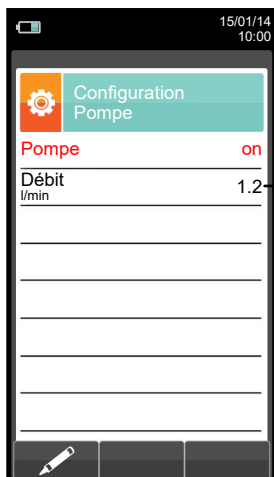 15/01/14
10:00
Configuration
Pompe
Pompe on
Débit 1.2
l/min